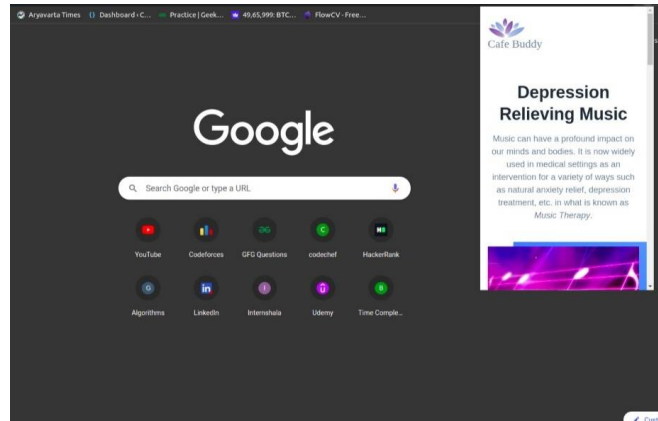 Aryavarta Times
{} Dashboard ‹ C...
Practice | Geek...
49,65,999: BTC...
FlowCV - Free...
Cafe Buddy
Depression
Relieving Music
Music can have a profound impact on
our minds and bodies. It is now widely
used in medical settings as an
intervention for a variety of ways such
as natural anxiety relief, depression
treatment, etc. in what is known as
Music Therapy.
Google
Search Google or type a URL
YouTube
Codeforces
GFG Questions
codechef
HackerRank
Algorithms
LinkedIn
Internshala
Udemy
Time Comple...
Cust